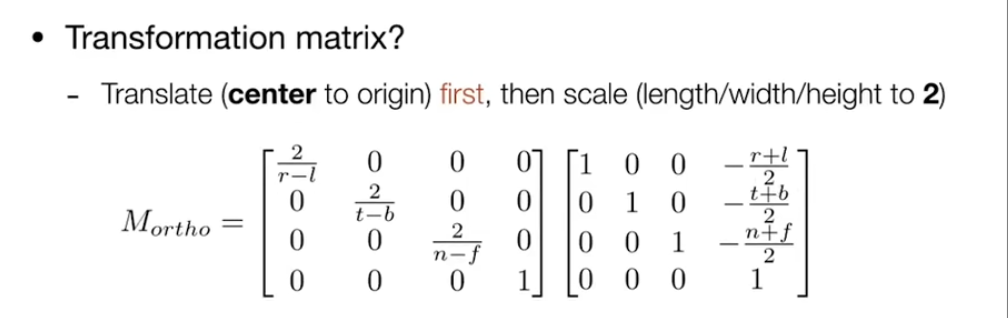 • Transformation matrix?
- Translate (center to origin) first, then scale (length/width/height to 2)
M_{ortho} = \begin{bmatrix} \frac{2}{r-l} & 0 & 0 & 0 \\ 0 & \frac{2}{t-b} & 0 & 0 \\ 0 & 0 & \frac{2}{n-f} & 0 \\ 0 & 0 & 0 & 1 \end{bmatrix} \begin{bmatrix} 1 & 0 & 0 & -\frac{r+l}{2} \\ 0 & 1 & 0 & -\frac{t+b}{2} \\ 0 & 0 & 1 & -\frac{n+f}{2} \\ 0 & 0 & 0 & 1 \end{bmatrix}